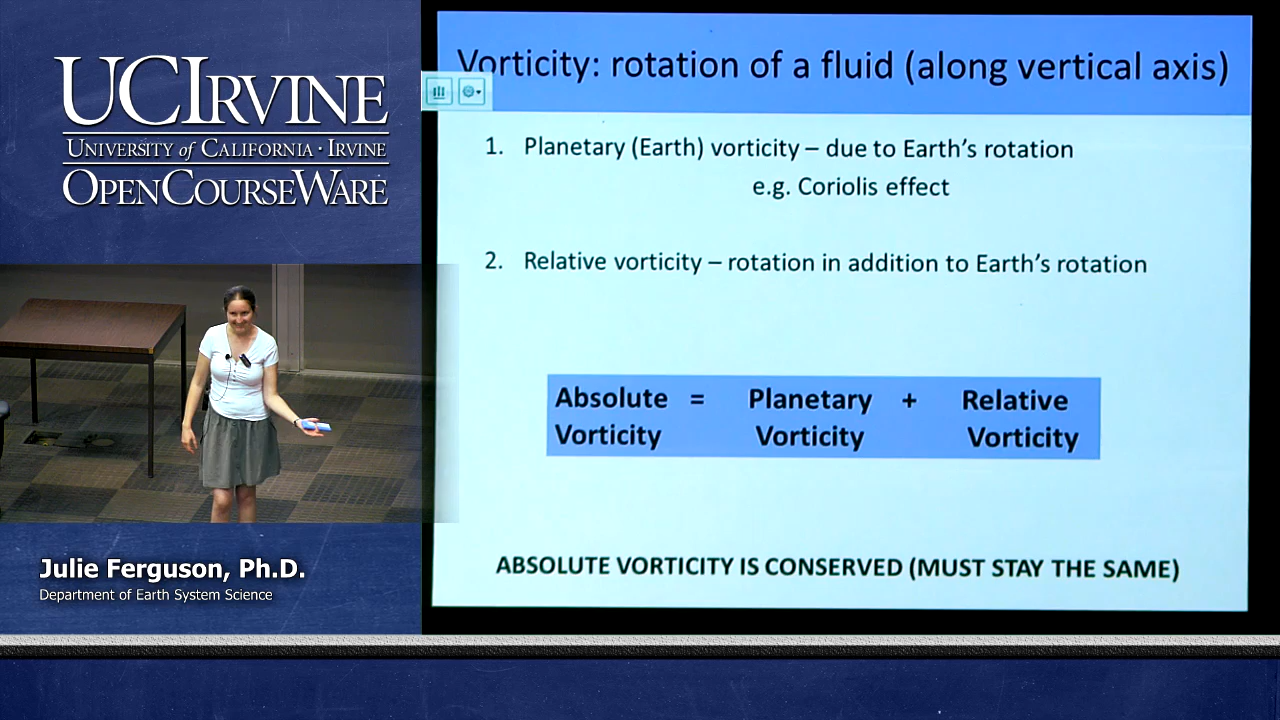 UCIRVINE
UNIVERSITY of CALIFORNIA · IRVINE
OPENCOURSEWARE
Julie Ferguson, Ph.D.
Department of Earth System Science
Vorticity: rotation of a fluid (along vertical axis)
1. Planetary (Earth) vorticity – due to Earth's rotation
e.g. Coriolis effect
2. Relative vorticity – rotation in addition to Earth's rotation
Absolute = Planetary + Relative
Vorticity Vorticity Vorticity
ABSOLUTE VORTICITY IS CONSERVED (MUST STAY THE SAME)